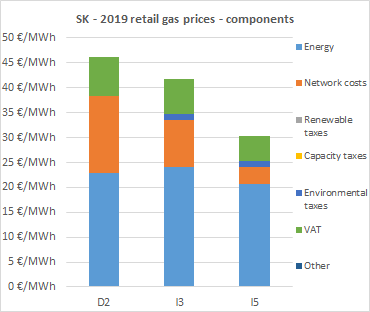 SK - 2019 retail gas prices - components
50 €/MWh
45 €/MWh
40 €/MWh
35 €/MWh
30 €/MWh
25 €/MWh
20 €/MWh
15 €/MWh
10 €/MWh
5 €/MWh
0 €/MWh
D2
I3
I5
Energy
Network costs
Renewable
taxes
Capacity taxes
Environmental
taxes
VAT
Other